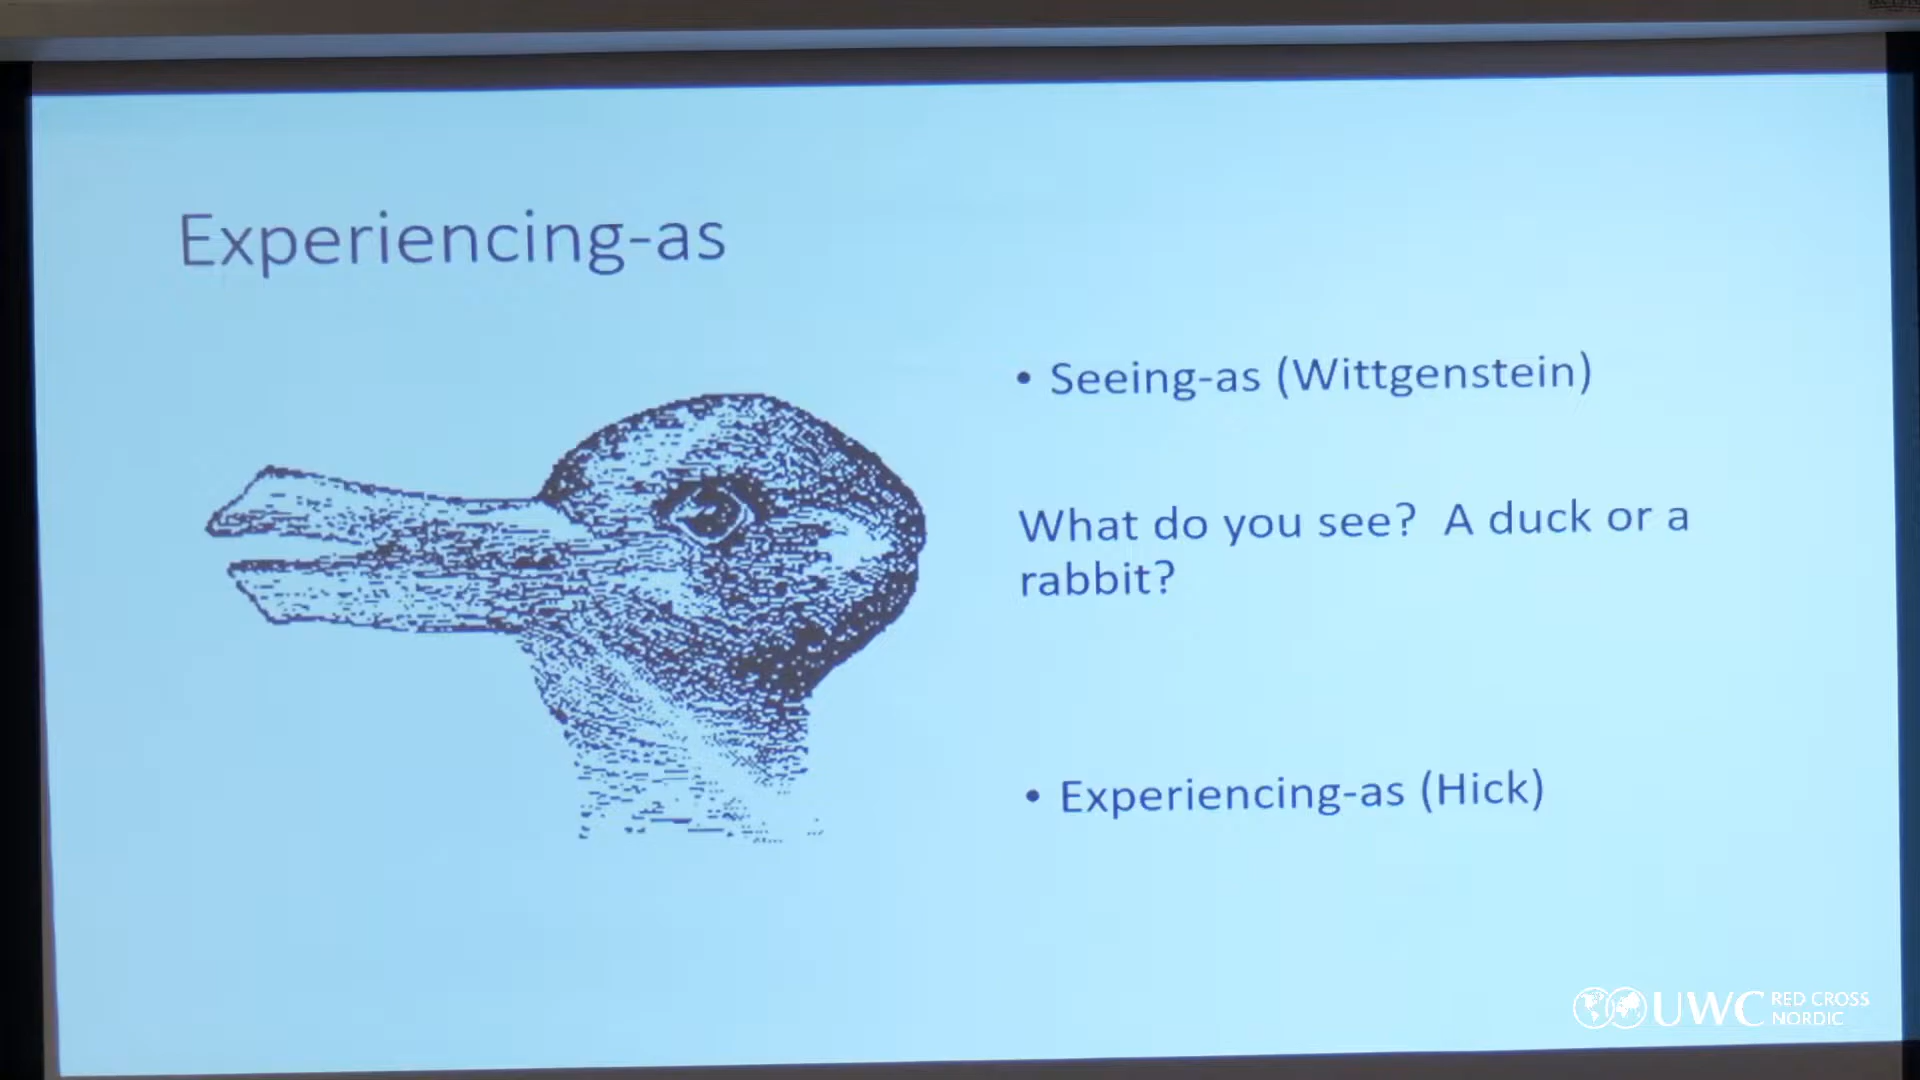 Experiencing-as
• Seeing-as (Wittgenstein)
What do you see? A duck or a
rabbit?
• Experiencing-as (Hick)
UWC RED CROSS
NORDIC